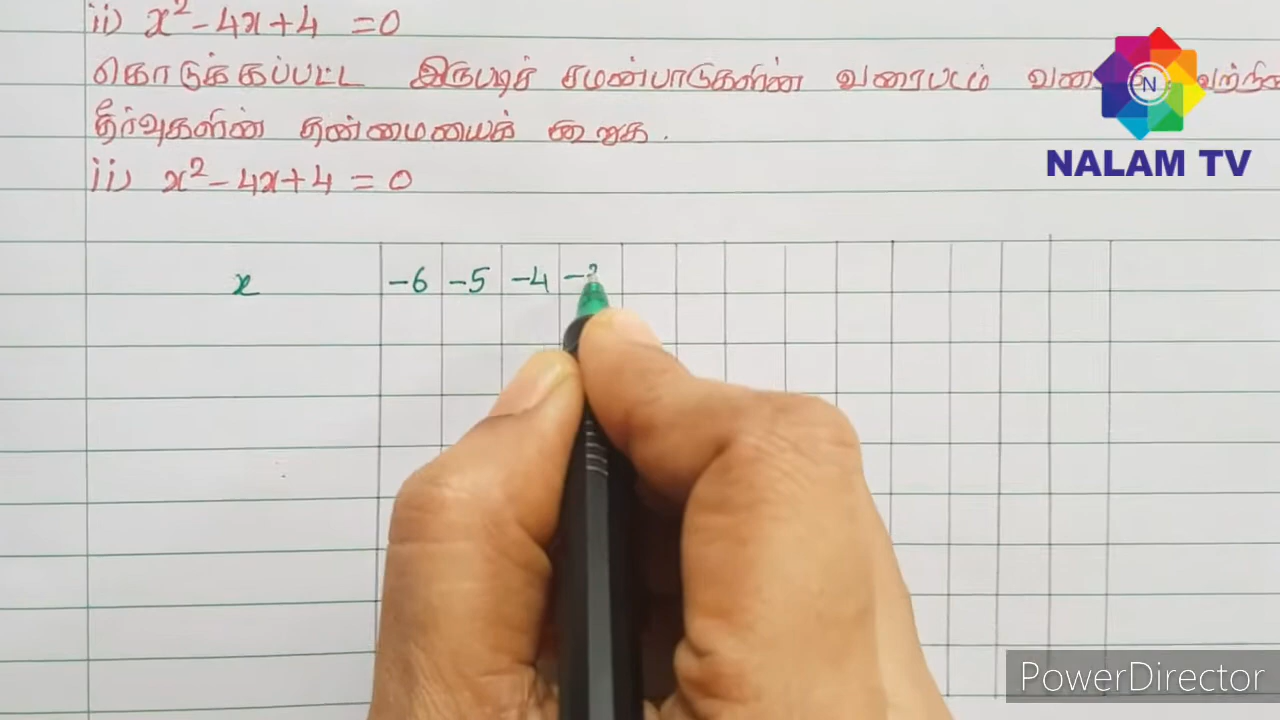 ii) x² - 4x + 4 = 0
கொடுக்கப்பட்ட இருபடிச் சமன்பாடுகளின் வரைபடம்
தீர்வுகளின் தன்மையைக் கூறுக.
ii) x² - 4x + 4 = 0
x -6 -5 -4
N
NALAM TV
PowerDirector